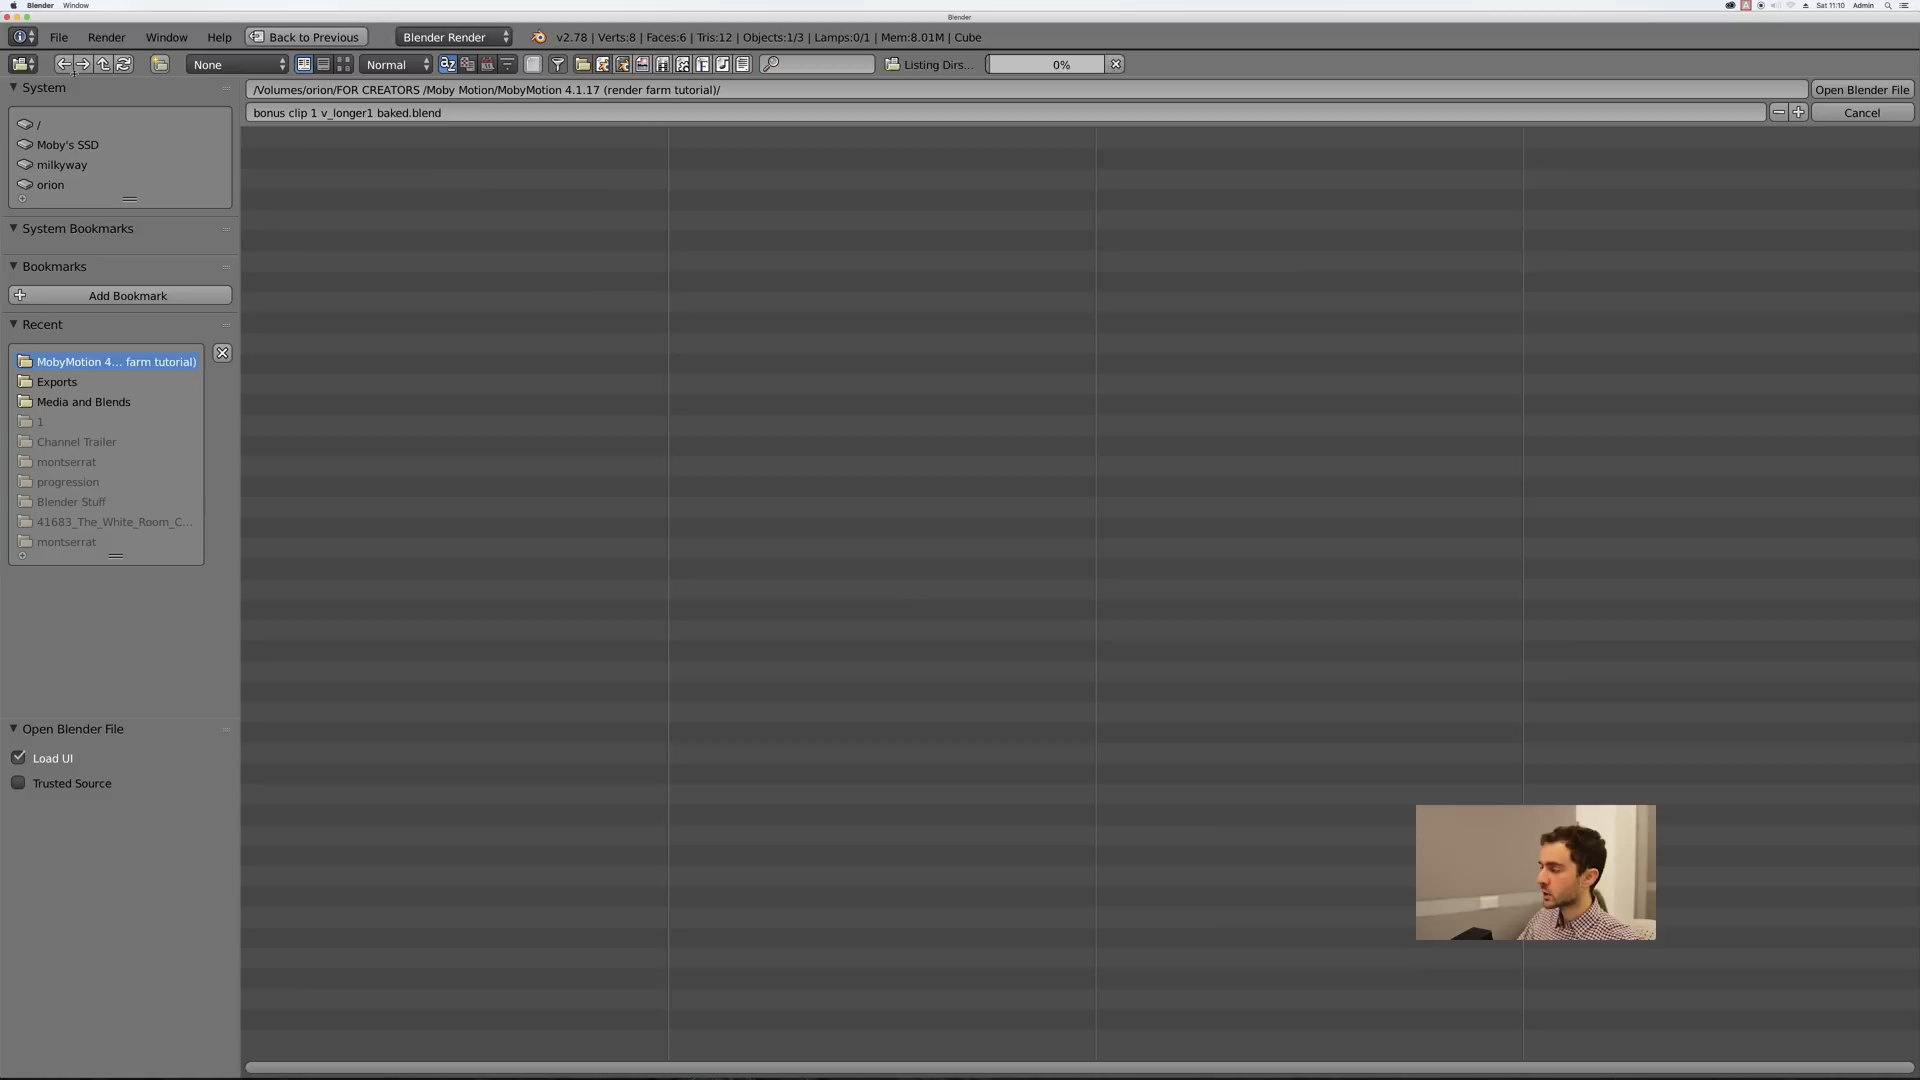 Blender Window
Sat 11:10 Admin
Blender
File Render Window Help Back to Previous Blender Render v2.78 | Verts:8 | Faces:6 | Tris:12 | Objects:1/3 | Lamps:0/1 | Mem:8.01M | Cube
None Normal Listing Dirs... 0%
System
/Volumes/orion/FOR CREATORS /Moby Motion/MobyMotion 4.1.17 (render farm tutorial)/ Open Blender File
bonus clip 1 v_longer1 baked.blend Cancel
/
Moby's SSD
milkyway
orion
System Bookmarks
Bookmarks
Add Bookmark
Recent
MobyMotion 4... farm tutorial)
Exports
Media and Blends
1
Channel Trailer
montserrat
progression
Blender Stuff
41683_The_White_Room_C...
montserrat
Open Blender File
Load UI
Trusted Source